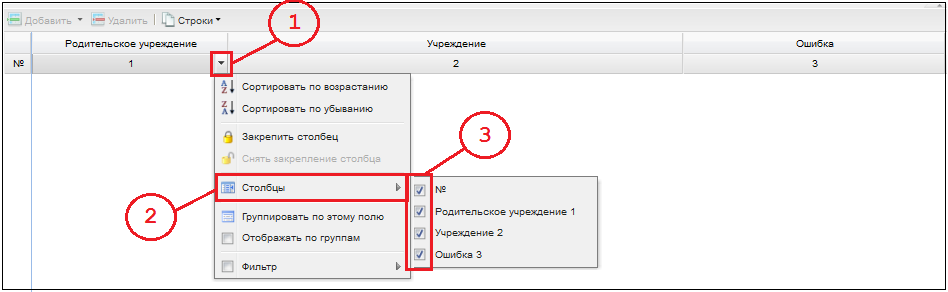 Добавить Удалить Строки 1
Родительское учреждение Учреждение Ошибка
№ 1 2 3
Сортировать по возрастанию
Сортировать по убыванию
Закрепить столбец
3
Снять закрепление столбца
Столбцы
№
2
Группировать по этому полю
Родительское учреждение 1
Отображать по группам
Учреждение 2
Фильтр
Ошибка 3